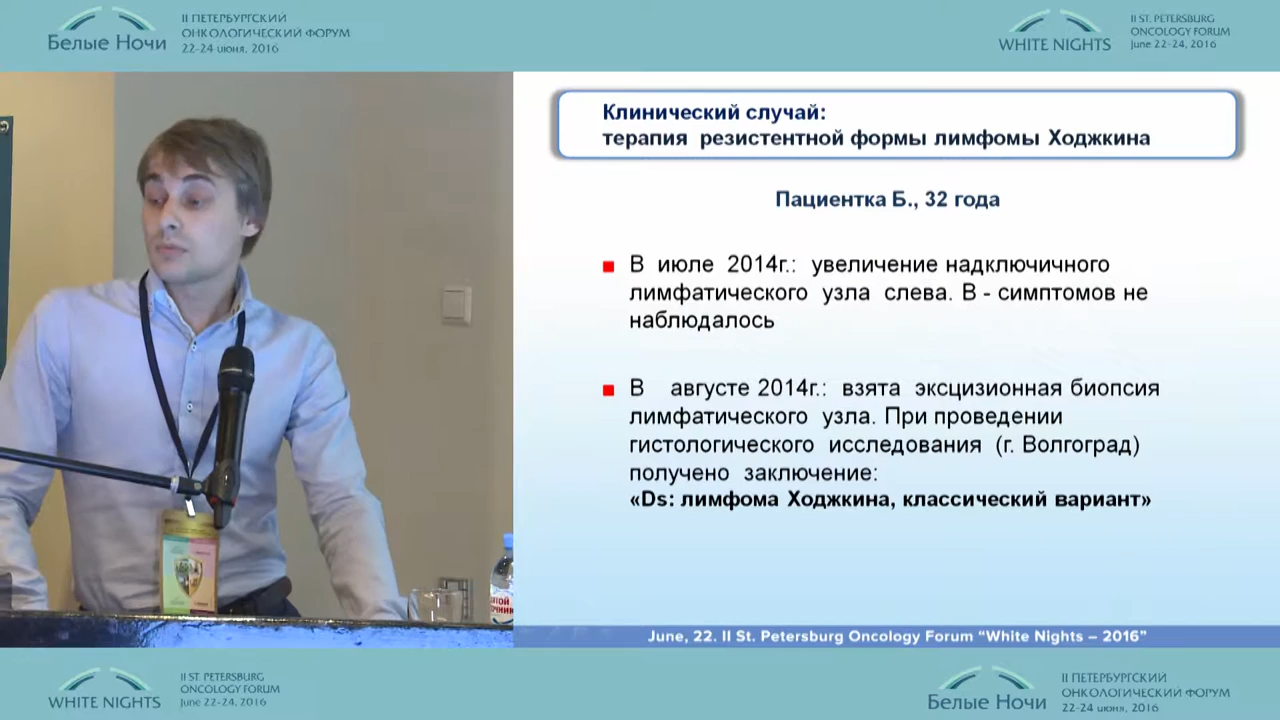 Белые Ночи
II ПЕТЕРБУРГСКИЙ
ОНКОЛОГИЧЕСКИЙ ФОРУМ
22-24 июня, 2016
WHITE NIGHTS
II ST. PETERSBURG
ONCOLOGY FORUM
June 22-24, 2016
Клинический случай:
терапия резистентной формы лимфомы Ходжкина
Пациентка Б., 32 года
В июле 2014г.: увеличение надключичного
лимфатического узла слева. В - симптомов не
наблюдалось
В августе 2014г.: взята эксцизионная биопсия
лимфатического узла. При проведении
гистологического исследования (г. Волгоград)
получено заключение:
«Ds: лимфома Ходжкина, классический вариант»
June, 22. II St. Petersburg Oncology Forum “White Nights – 2016”
WHITE NIGHTS
II ST. PETERSBURG
ONCOLOGY FORUM
June 22-24, 2016
Белые Ночи
II ПЕТЕРБУРГСКИЙ
ОНКОЛОГИЧЕСКИЙ ФОРУМ
22-24 июня, 2016